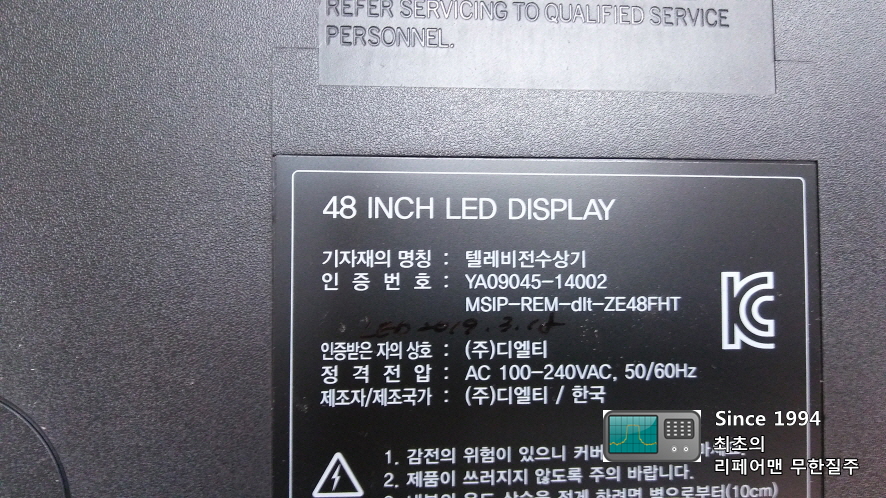 REFER SERVICING TO QUALIFIED SERVICE
PERSONNEL.
48 INCH LED DISPLAY
기자재의 명칭 : 텔레비전수상기
인 증 번 호 : YA09045-14002
MSIP-REM-dlt-ZE48FHT
2019.3.
인증받은 자의 상호 : (주)디엘티
정 격 전 압 : AC 100-240VAC, 50/60Hz
제조자/제조국가 : (주)디엘티 / 한국
1. 감전의 위험이 있으니 커버
2. 제품이 쓰러지지 않도록 주의 바랍니다.
Since 1994
최초의
리페어맨 무한질주